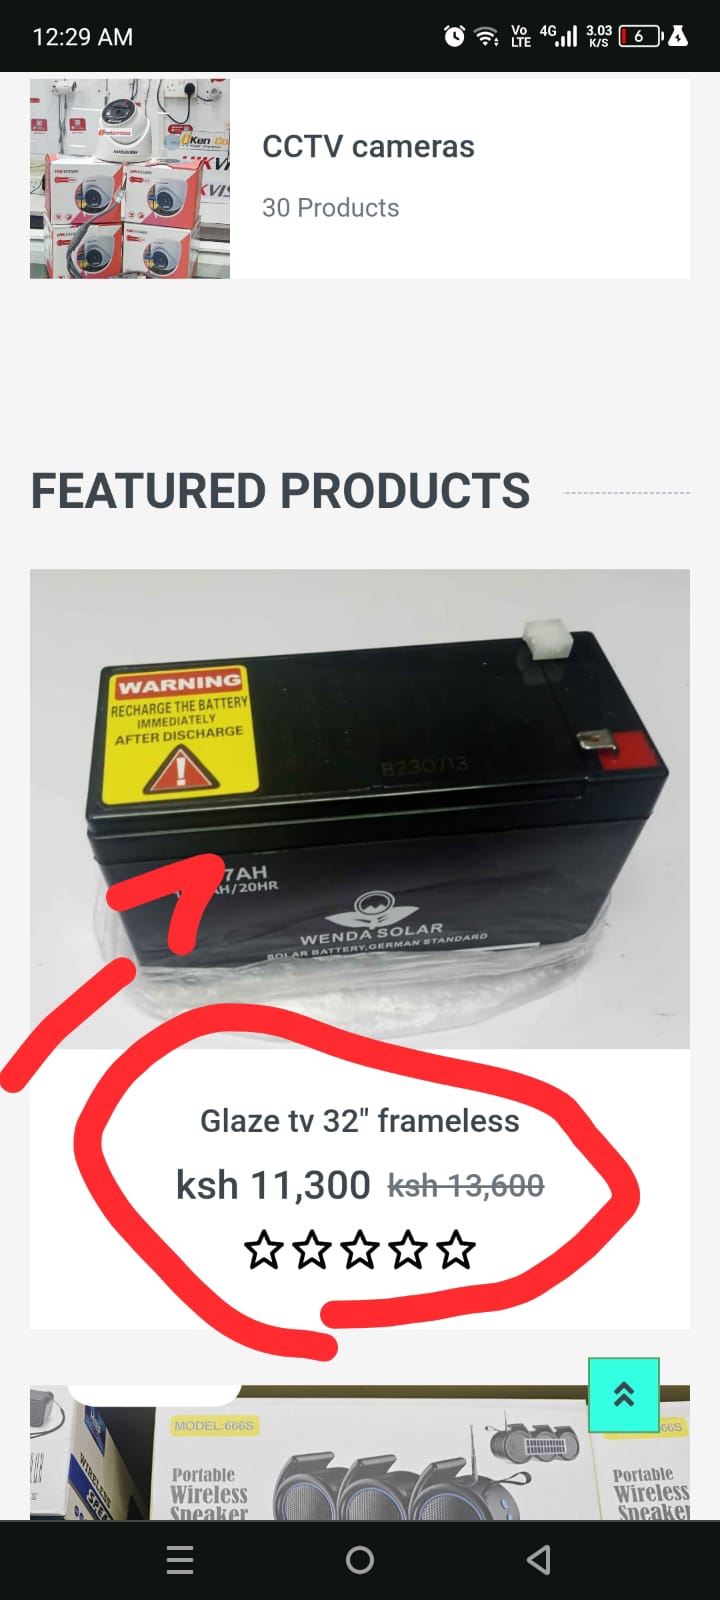 12:29 AM
Vo
LTE
4G
3.03
K/S
6
HIKVISION
CCTV cameras
30 Products
FEATURED PRODUCTS
WARNING
RECHARGE THE BATTERY
IMMEDIATELY
AFTER DISCHARGE
B230713
7AH
AH/20HR
WENDA SOLAR
SOLAR BATTERY,GERMAN STANDARD
Glaze tv 32" frameless
ksh 11,300 ksh 13,600
MODEL:666S
66S
Portable
Wireless
Speaker
Portable
Wireless
Speaker
WIRELESS